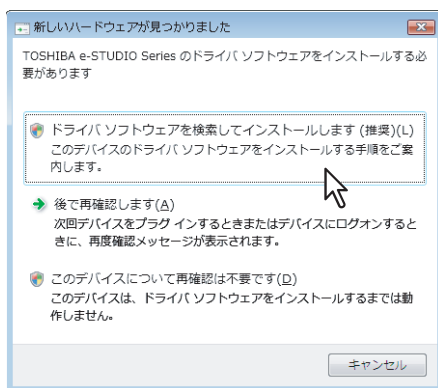 新しいハードウェアが見つかりました
TOSHIBA e-STUDIO Series のドライバ ソフトウェアをインストールする必
要があります
ドライバ ソフトウェアを検索してインストールします (推奨)(L)
このデバイスのドライバ ソフトウェアをインストールする手順をご案
内します。
後で再確認します(A)
次回デバイスをプラグ インするときまたはデバイスにログオンすると
きに、再度確認メッセージが表示されます。
このデバイスについて再確認は不要です(D)
このデバイスは、ドライバ ソフトウェアをインストールするまでは動
作しません。
キャンセル